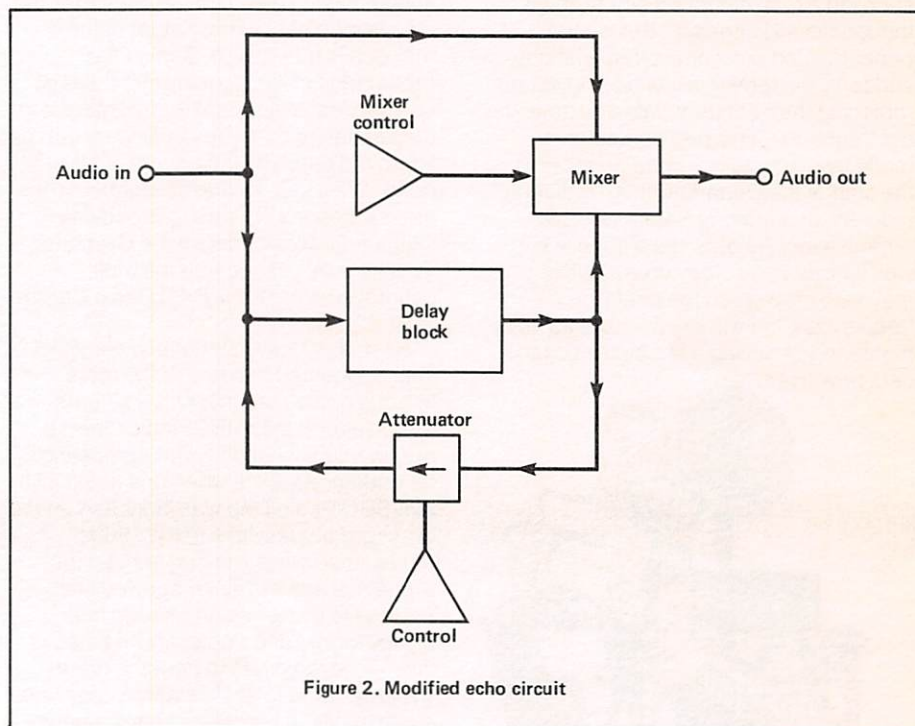 Mixer
control
Audio in
Mixer
Audio out
Delay
block
Attenuator
Control
Figure 2. Modified echo circuit